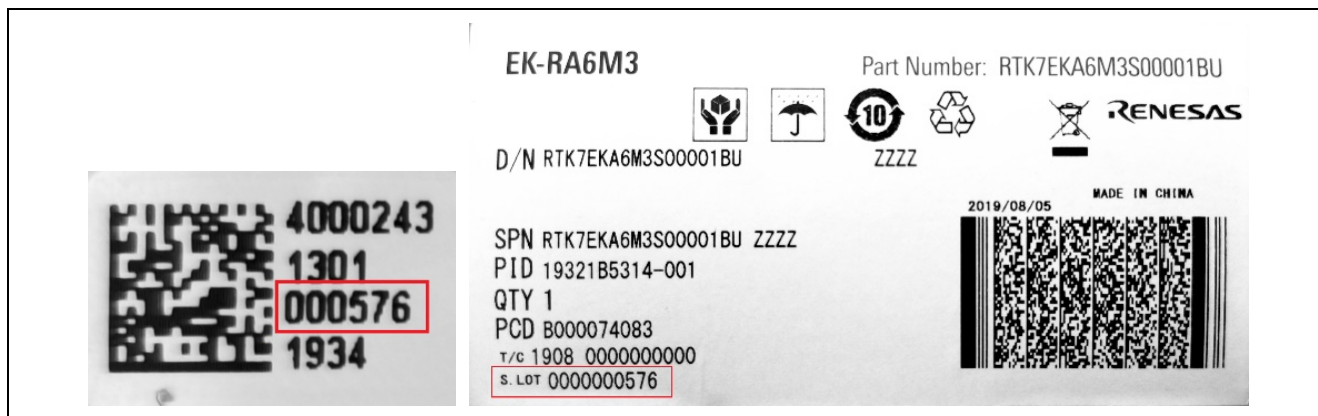 4000243
1301
000576
1934
EK-RA6M3
Part Number: RTK7EKA6M3S00001BU
10
RENESAS
D/N RTK7EKA6M3S00001BU ZZZZ
MADE IN CHINA
2019/08/05
SPN RTK7EKA6M3S00001BU ZZZZ
PID 19321B5314-001
QTY 1
PCD B000074083
T/C 1908 0000000000
S. LOT 0000000576